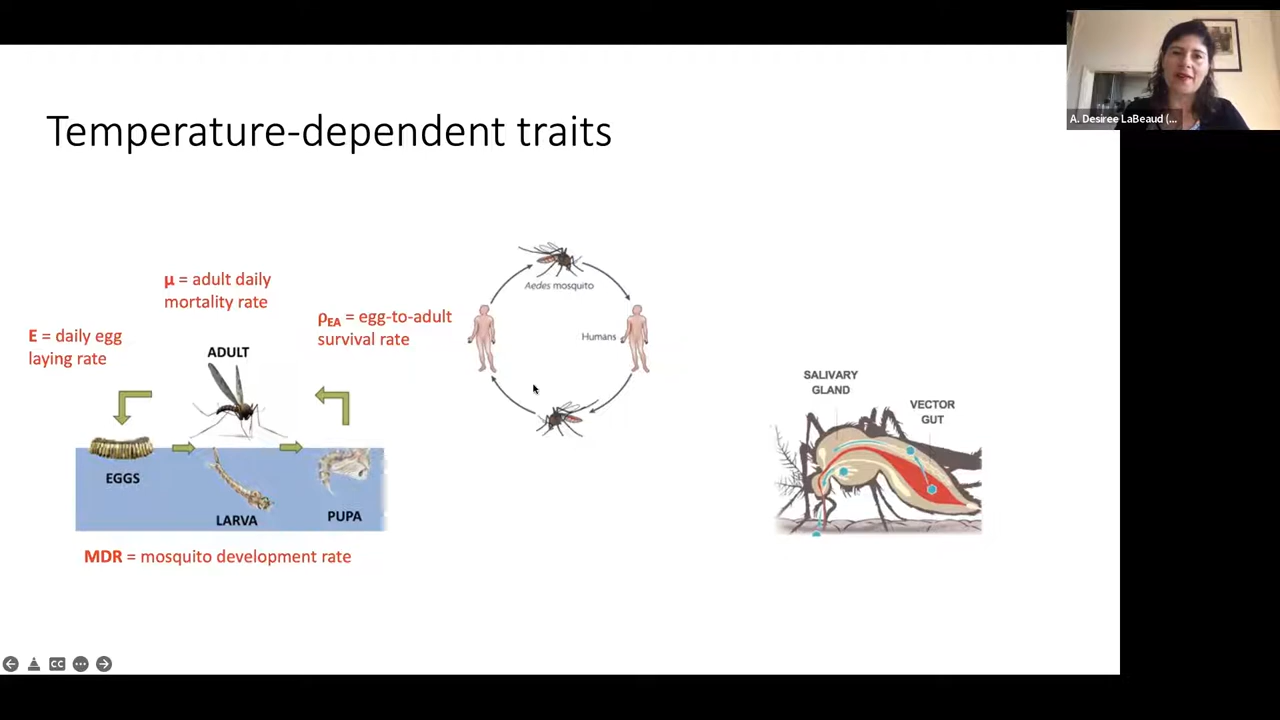 A. Desiree LaBeaud (...
Temperature-dependent traits
μ = adult daily
mortality rate
E = daily egg
laying rate
ρEA = egg-to-adult
survival rate
ADULT
EGGS
LARVA
PUPA
MDR = mosquito development rate
Aedes mosquito
Humans
SALIVARY
GLAND
VECTOR
GUT
CC